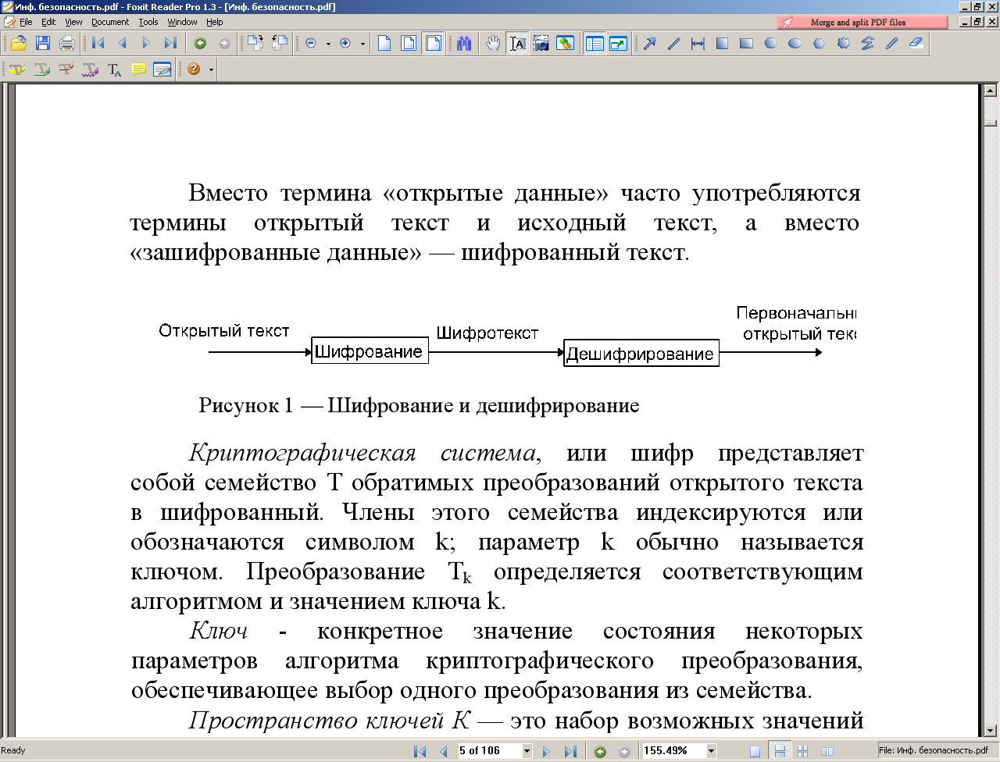 Инф. безопасность.pdf - Foxit Reader Pro 1.3 - [Инф. безопасность.pdf]
File Edit View Document Tools Window Help
Merge and split PDF files
Вместо термина «открытые данные» часто употребляются
термины открытый текст и исходный текст, а вместо
«зашифрованные данные» — шифрованный текст.
Первоначальн
Открытый текст Шифротекст открытый текс
Шифрование Дешифрирование
Рисунок 1 — Шифрование и дешифрирование
Криптографическая система, или шифр представляет
собой семейство T обратимых преобразований открытого текста
в шифрованный. Члены этого семейства индексируются или
обозначаются символом k; параметр k обычно называется
ключом. Преобразование Tk определяется соответствующим
алгоритмом и значением ключа k.
Ключ - конкретное значение состояния некоторых
параметров алгоритма криптографического преобразования,
обеспечивающее выбор одного преобразования из семейства.
Пространство ключей K — это набор возможных значений
Ready 5 of 106 155.49% File: Инф. безопасность.pdf